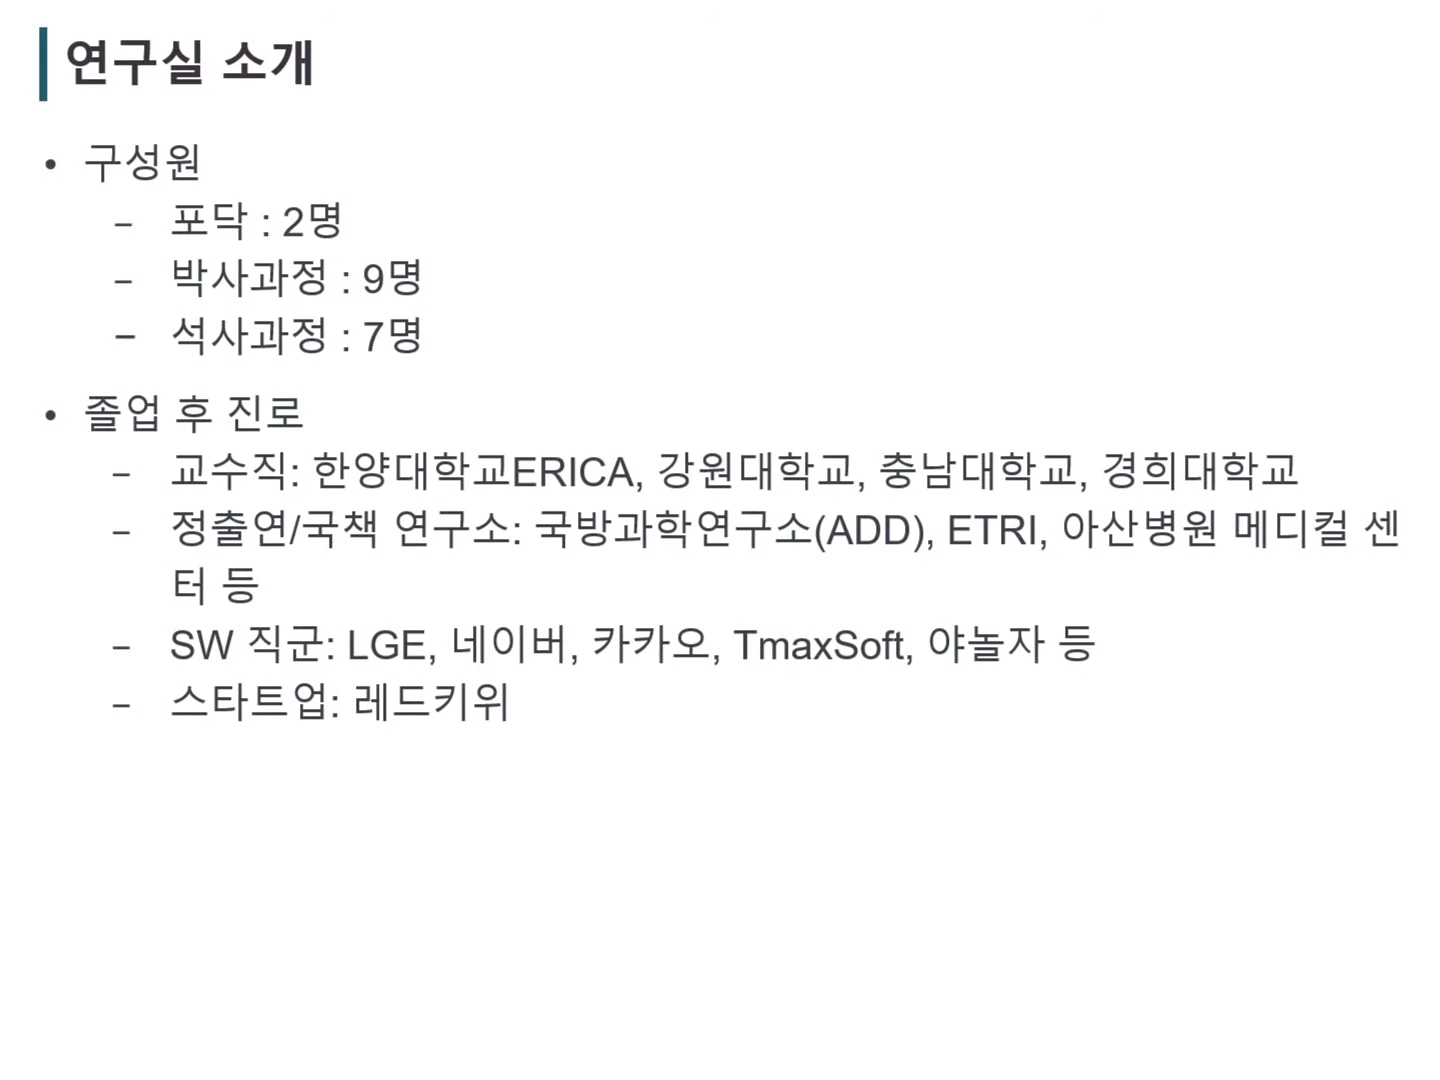 연구실 소개
• 구성원
– 포닥 : 2명
– 박사과정 : 9명
– 석사과정 : 7명
• 졸업 후 진로
– 교수직: 한양대학교ERICA, 강원대학교, 충남대학교, 경희대학교
– 정출연/국책 연구소: 국방과학연구소(ADD), ETRI, 아산병원 메디컬 센
터 등
– SW 직군: LGE, 네이버, 카카오, TmaxSoft, 야놀자 등
– 스타트업: 레드키위